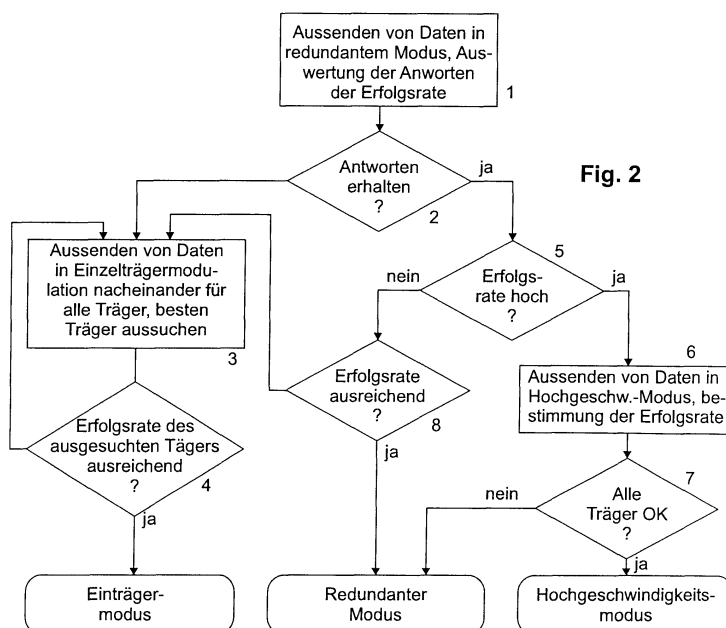 Aussenden von Daten in
redundantem Modus, Aus-
wertung der Anworten
der Erfolgsrate
1
Antworten
erhalten
?
2
ja
Fig. 2
Aussenden von Daten
in Einzelträgermodu-
lation nacheinander für
alle Träger, besten
Träger aussuchen
3
5
nein
Erfolgs-
rate hoch
?
ja
6
Erfolgsrate
ausreichend
?
8
ja
Aussenden von Daten in
Hochgeschw.-Modus, be-
stimmung der Erfolgsrate
Erfolgsrate des
ausgesuchten Tägers
ausreichend
?
4
ja
nein
7
Alle
Träger OK
?
ja
Einträger-
modus
Redundanter
Modus
Hochgeschwindigkeits-
modus